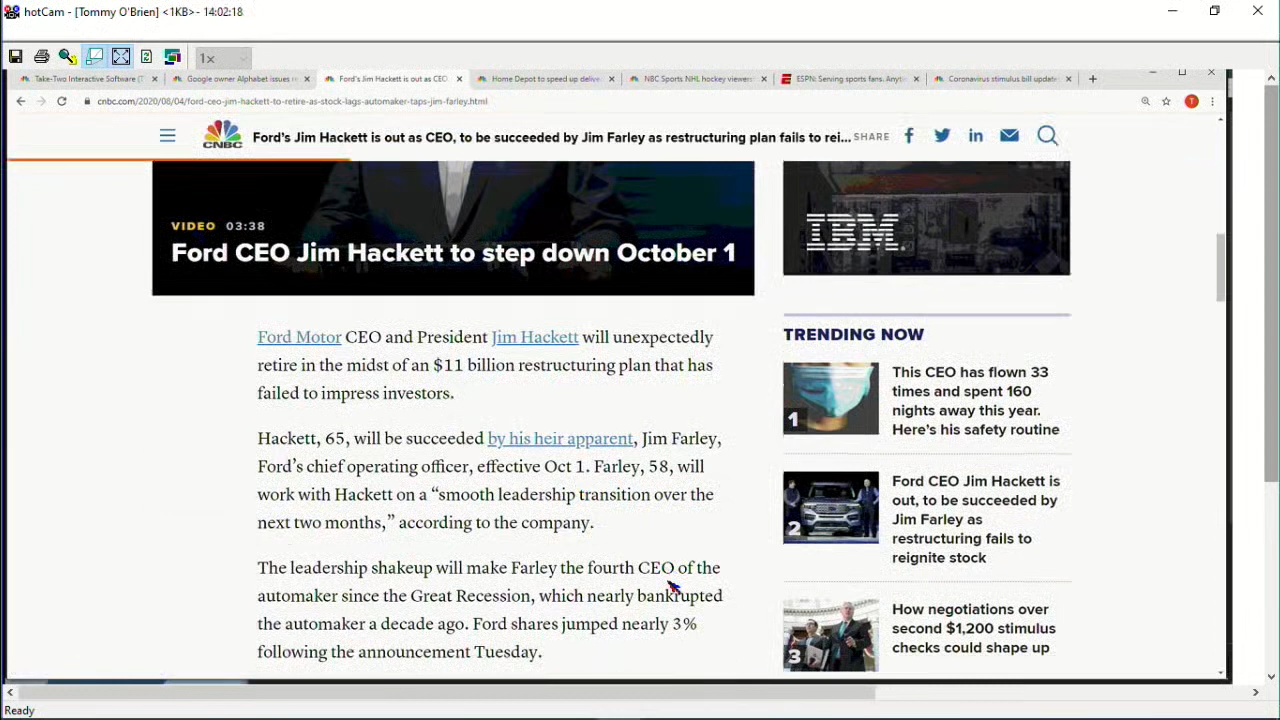 hotCam - [Tommy O'Brien] <1KB> - 14:02:18
1x
Take-Two Interactive Software (T
Google owner Alphabet issues re
Ford's Jim Hackett is out as CEO,
Home Depot to speed up delive
NBC Sports NHL hockey viewers
ESPN: Serving sports fans. Anyti
Coronavirus stimulus bill update
cnbc.com/2020/08/04/ford-ceo-jim-hackett-to-retire-as-stock-lags-automaker-taps-jim-farley.html
T
CNBC
Ford's Jim Hackett is out as CEO, to be succeeded by Jim Farley as restructuring plan fails to rei...
SHARE
VIDEO 03:38
Ford CEO Jim Hackett to step down October 1
IBM
Ford Motor CEO and President Jim Hackett will unexpectedly
retire in the midst of an $11 billion restructuring plan that has
failed to impress investors.
Hackett, 65, will be succeeded by his heir apparent, Jim Farley,
Ford's chief operating officer, effective Oct 1. Farley, 58, will
work with Hackett on a “smooth leadership transition over the
next two months,” according to the company.
The leadership shakeup will make Farley the fourth CEO of the
automaker since the Great Recession, which nearly bankrupted
the automaker a decade ago. Ford shares jumped nearly 3%
following the announcement Tuesday.
TRENDING NOW
1
This CEO has flown 33
times and spent 160
nights away this year.
Here's his safety routine
2
Ford CEO Jim Hackett is
out, to be succeeded by
Jim Farley as
restructuring fails to
reignite stock
3
How negotiations over
second $1,200 stimulus
checks could shape up
Ready